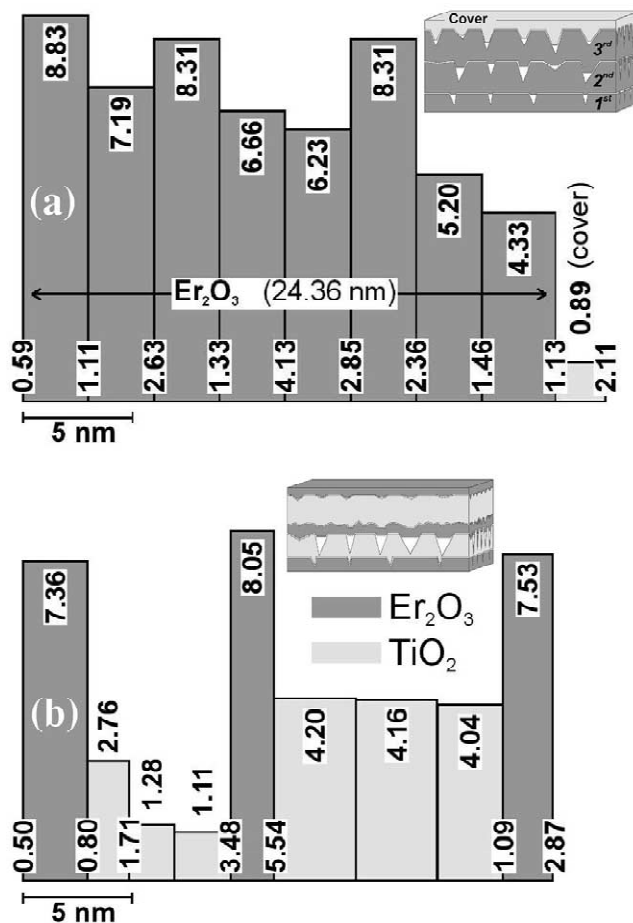 8.83
7.19
8.31
6.66
6.23
8.31
5.20
4.33
0.89 (cover)
Cover
3rd
2nd
1st
(a)
Er₂O₃ (24.36 nm)
0.59
1.11
2.63
1.33
4.13
2.85
2.36
1.46
1.13
2.11
5 nm
7.36
2.76
1.28
1.11
8.05
4.20
4.16
4.04
7.53
Er₂O₃
TiO₂
(b)
0.50
0.80
1.71
3.48
5.54
1.09
2.87
5 nm